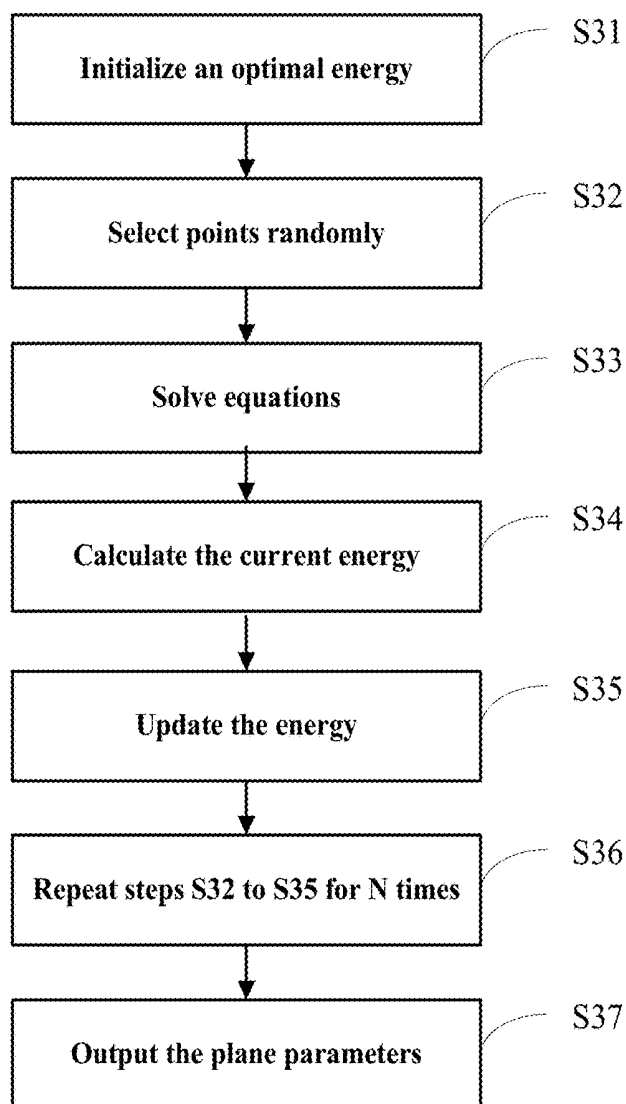 Initialize an optimal energy
S31
Select points randomly
S32
Solve equations
S33
Calculate the current energy
S34
Update the energy
S35
Repeat steps S32 to S35 for N times
S36
Output the plane parameters
S37